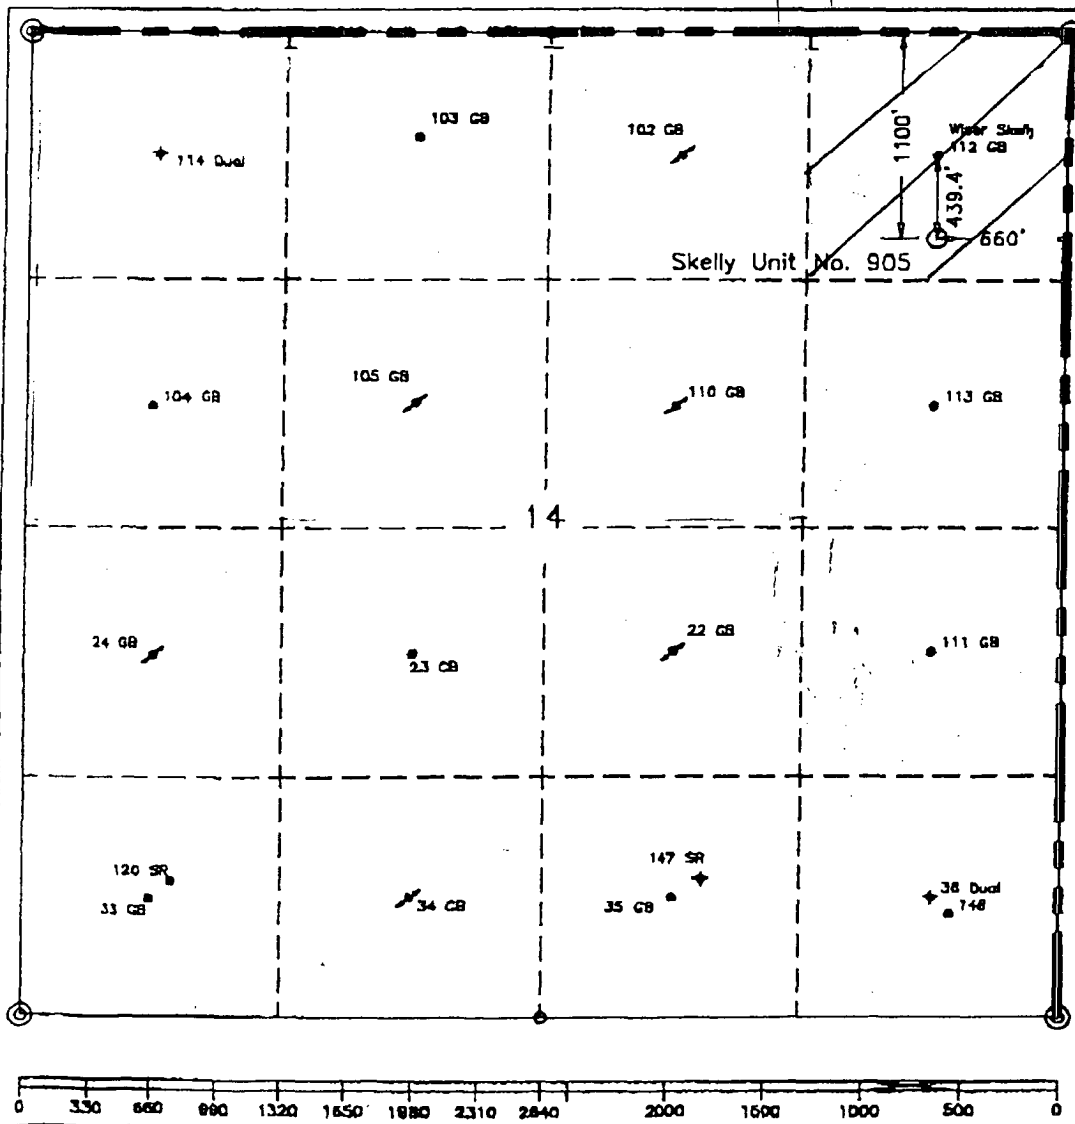 103 GB
102 GB
Wiser Skelly
112 GB
114 Dual
1100'
439.4'
660'
Skelly Unit No. 905
104 GB
105 GB
110 GB
113 GB
14
24 GB
23 GB
22 GB
111 GB
120 SR
33 GB
34 GB
147 SR
35 GB
36 Dual
148
0 330 660 990 1320 1650 1980 2310 2640 2000 1500 1000 500 0